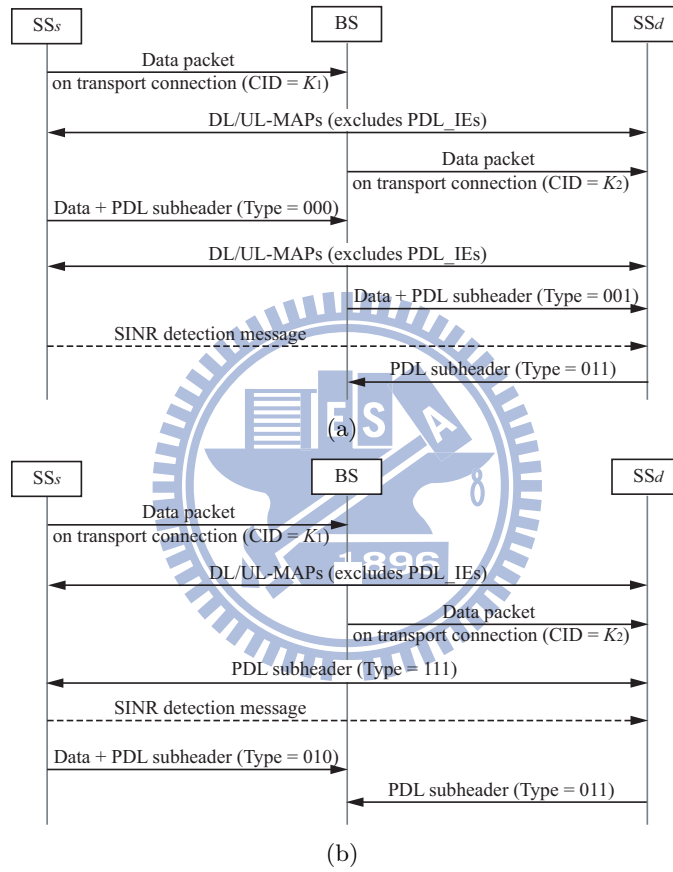 SSs BS SSd
Data packet
on transport connection (CID = K1)
DL/UL-MAPs (excludes PDL_IEs)
Data packet
on transport connection (CID = K2)
Data + PDL subheader (Type = 000)
DL/UL-MAPs (excludes PDL_IEs)
Data + PDL subheader (Type = 001)
SINR detection message
PDL subheader (Type = 011)
E S A
(a)
SSs BS SSd
Data packet
on transport connection (CID = K1)
1896
DL/UL-MAPs (excludes PDL_IEs)
Data packet
on transport connection (CID = K2)
PDL subheader (Type = 111)
SINR detection message
Data + PDL subheader (Type = 010)
PDL subheader (Type = 011)
(b)